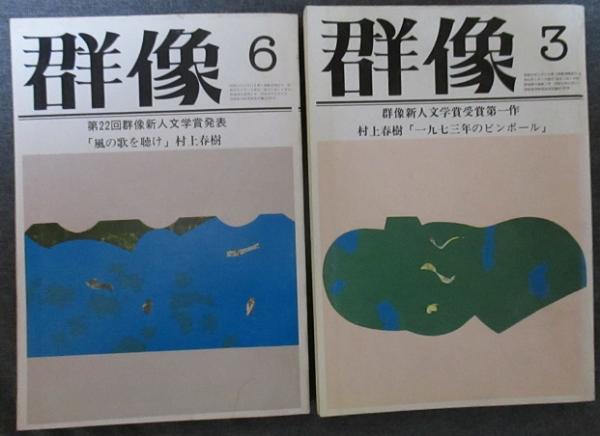 群像
6
第22回群像新人文学賞発表
「風の歌を聴け」村上春樹
群像
3
群像新人文学賞受賞第一作
村上春樹「一九七三年のピンボール」